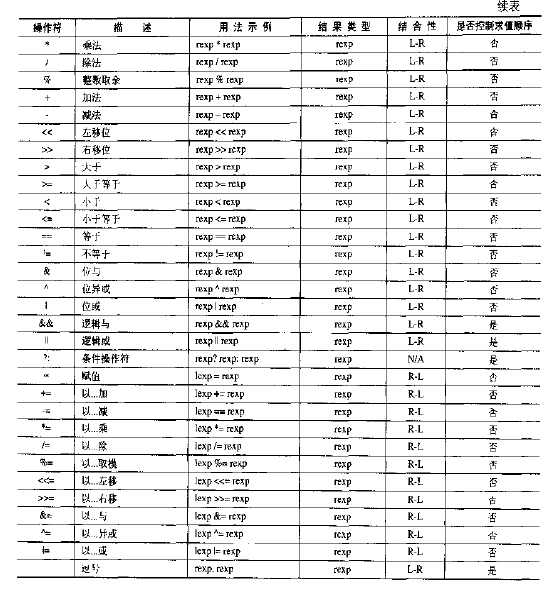 续表
操作符 描 述 用法示例 结果类型 结合性 是否控制求值顺序
* 乘法 rexp * rexp rexp L-R 否
/ 除法 rexp / rexp rexp L-R 否
% 整数取余 rexp % rexp rexp L-R 否
+ 加法 rexp + rexp rexp L-R 否
- 减法 rexp – rexp rexp L-R 否
<< 左移位 rexp << rexp rexp L-R 否
>> 右移位 rexp >> rexp rexp L-R 否
> 大于 rexp > rexp rexp L-R 否
>= 大于等于 rexp >= rexp rexp L-R 否
< 小于 rexp < rexp rexp L-R 否
<= 小于等于 rexp <= rexp rexp L-R 否
== 等于 rexp == rexp rexp L-R 否
!= 不等于 rexp != rexp rexp L-R 否
& 位与 rexp & rexp rexp L-R 否
^ 位异或 rexp ^ rexp rexp L-R 否
| 位或 rexp | rexp rexp L-R 否
&& 逻辑与 rexp && rexp rexp L-R 是
|| 逻辑或 rexp || rexp rexp L-R 是
?: 条件操作符 rexp? rexp: rexp rexp N/A 是
= 赋值 lexp = rexp rexp R-L 否
+= 以...加 lexp += rexp rexp R-L 否
-= 以...减 lexp == rexp rexp R-L 否
*= 以...乘 lexp *= rexp rexp R-L 否
/= 以...除 lexp /= rexp rexp R-L 否
%= 以...取模 lexp %= rexp rexp R-L 否
<<= 以...左移 lexp <<= rexp rexp R-L 否
>>= 以...右移 lexp >>= rexp rexp R-L 否
&= 以...与 lexp &= rexp rexp R-L 否
^= 以...异或 lexp ^= rexp rexp R-L 否
|= 以...或 lexp |= rexp rexp R-L 否
逗号 rexp, rexp rexp L-R 是